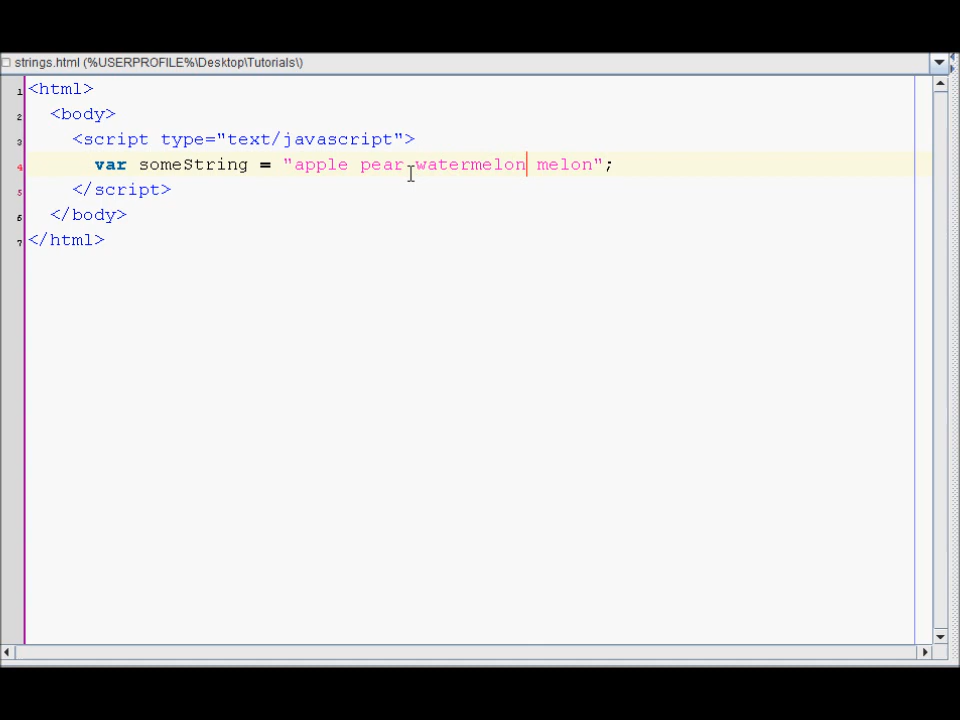 strings.html (%USERPROFILE%\Desktop\Tutorials\)
1 <html>
2 <body>
3 <script type="text/javascript">
4 var someString = "apple pear watermelon melon";
5 </script>
6 </body>
7 </html>